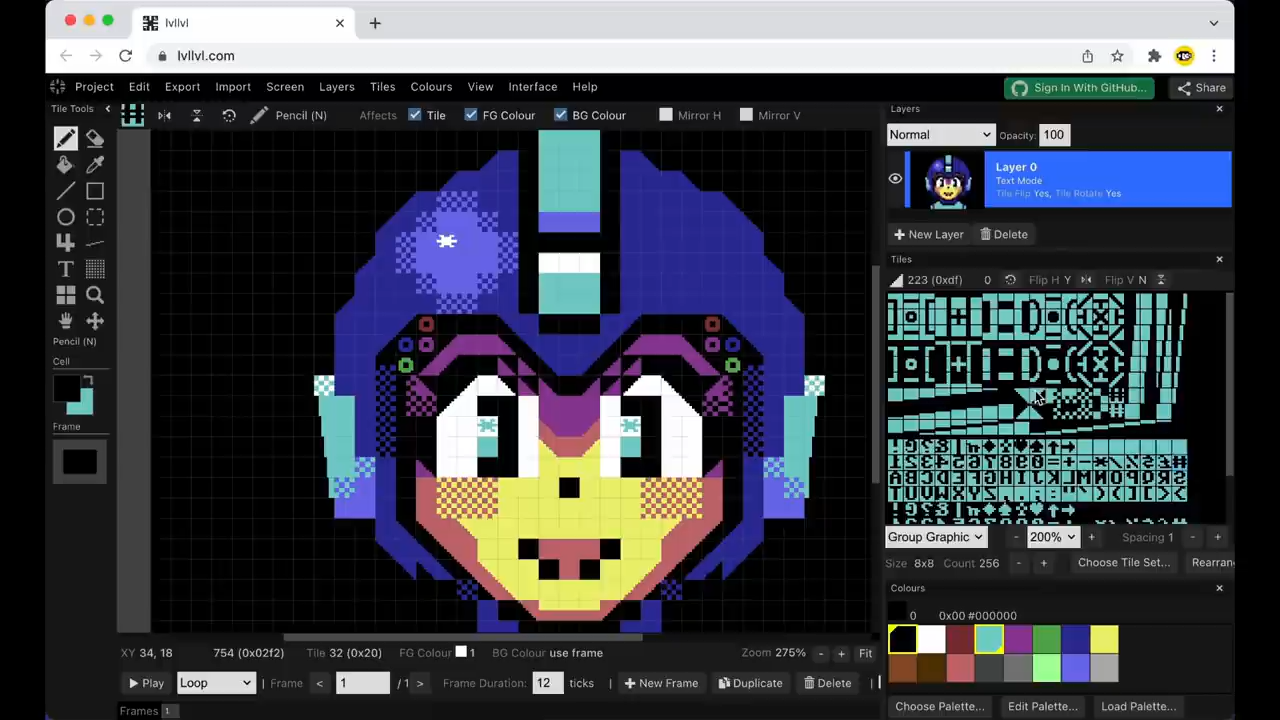 lvllvl
lvllvl.com
Project Edit Export Import Screen Layers Tiles Colours View Interface Help Sign In With GitHub... Share
Tile Tools
Pencil (N) Affects Tile FG Colour BG Colour Mirror H Mirror V
Layers
Normal Opacity: 100
Layer 0
Text Mode
Tile Flip Yes, Tile Rotate Yes
New Layer Delete
Tiles
223 (0xdf) 0 Flip H Y Flip V N
Pencil (N)
Cell
Frame
Group Graphic - 200% + Spacing 1 - +
Size 8x8 Count 256 - + Choose Tile Set... Rearran
Colours
0 0x00 #000000
XY 34, 18 754 (0x02f2) Tile 32 (0x20) FG Colour 1 BG Colour use frame Zoom 275% - + Fit
Play Loop Frame < 1 / 1 > Frame Duration: 12 ticks New Frame Duplicate Delete
Choose Palette... Edit Palette... Load Palette...
Frames 1